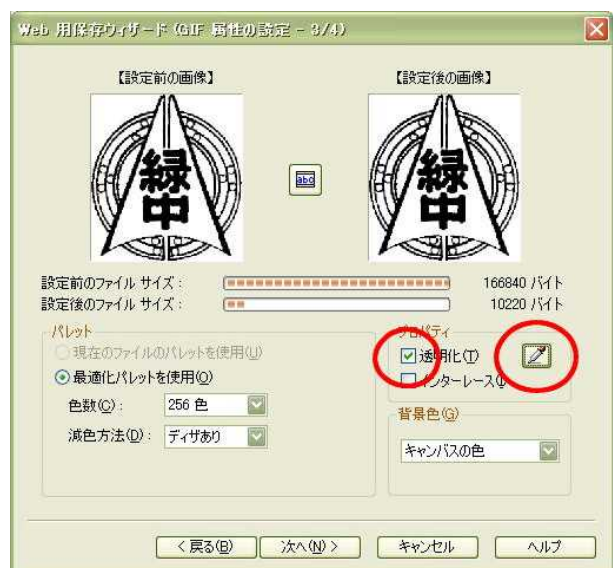 Web 用保存ウィザード (GIF 属性の設定 - 3/4)
【設定前の画像】 【設定後の画像】
緑中 abc 緑中
設定前のファイル サイズ： 166840 バイト
設定後のファイル サイズ： 10220 バイト
パレット プロパティ
現在のファイルのパレットを使用(U) 透明化(T)
最適化パレットを使用(O) インターレース(I)
色数(C)： 256 色 背景色(G)
減色方法(D)： ディザあり キャンバスの色
< 戻る(B) 次へ(N) > キャンセル ヘルプ